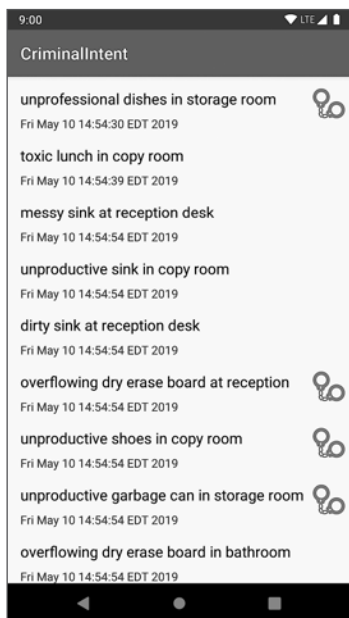 9:00
LTE
CriminalIntent
unprofessional dishes in storage room
Fri May 10 14:54:30 EDT 2019
toxic lunch in copy room
Fri May 10 14:54:39 EDT 2019
messy sink at reception desk
Fri May 10 14:54:54 EDT 2019
unproductive sink in copy room
Fri May 10 14:54:54 EDT 2019
dirty sink at reception desk
Fri May 10 14:54:54 EDT 2019
overflowing dry erase board at reception
Fri May 10 14:54:54 EDT 2019
unproductive shoes in copy room
Fri May 10 14:54:54 EDT 2019
unproductive garbage can in storage room
Fri May 10 14:54:54 EDT 2019
overflowing dry erase board in bathroom
Fri May 10 14:54:54 EDT 2019